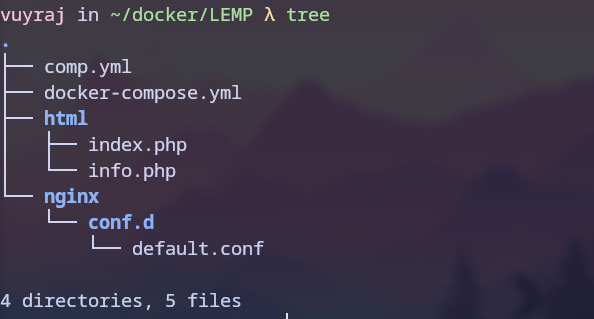 vuyraj in ~/docker/LEMP λ tree
.
├── comp.yml
├── docker-compose.yml
├── html
│   ├── index.php
│   └── info.php
└── nginx
    └── conf.d
        └── default.conf

4 directories, 5 files